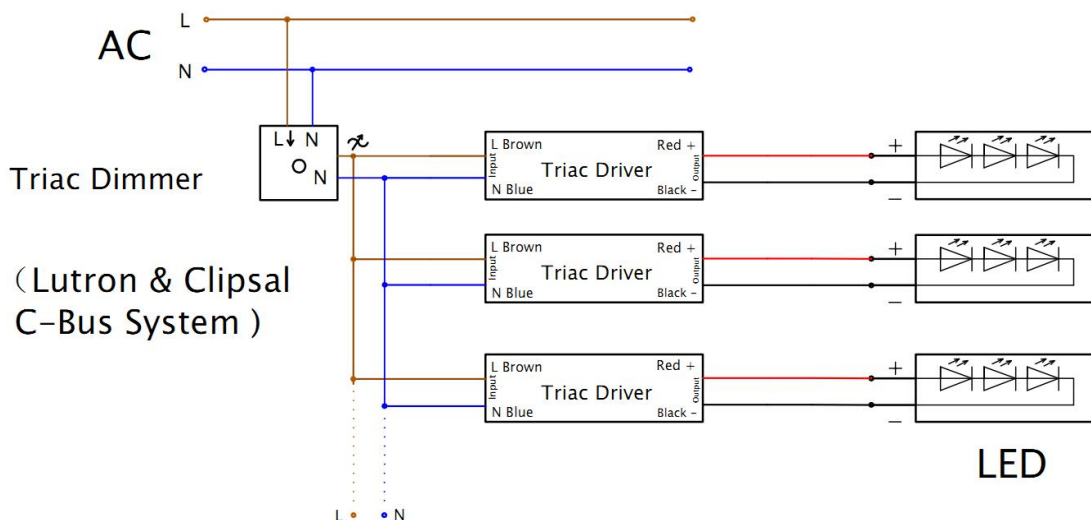 L
AC
N
L N
N
Triac Dimmer
（Lutron & Clipsal
C-Bus System )
L Brown
Input
N Blue
Triac Driver
Red +
Output
Black -
+
-
L Brown
Input
N Blue
Triac Driver
Red +
Output
Black -
+
-
L Brown
Input
N Blue
Triac Driver
Red +
Output
Black -
+
-
LED
L
N